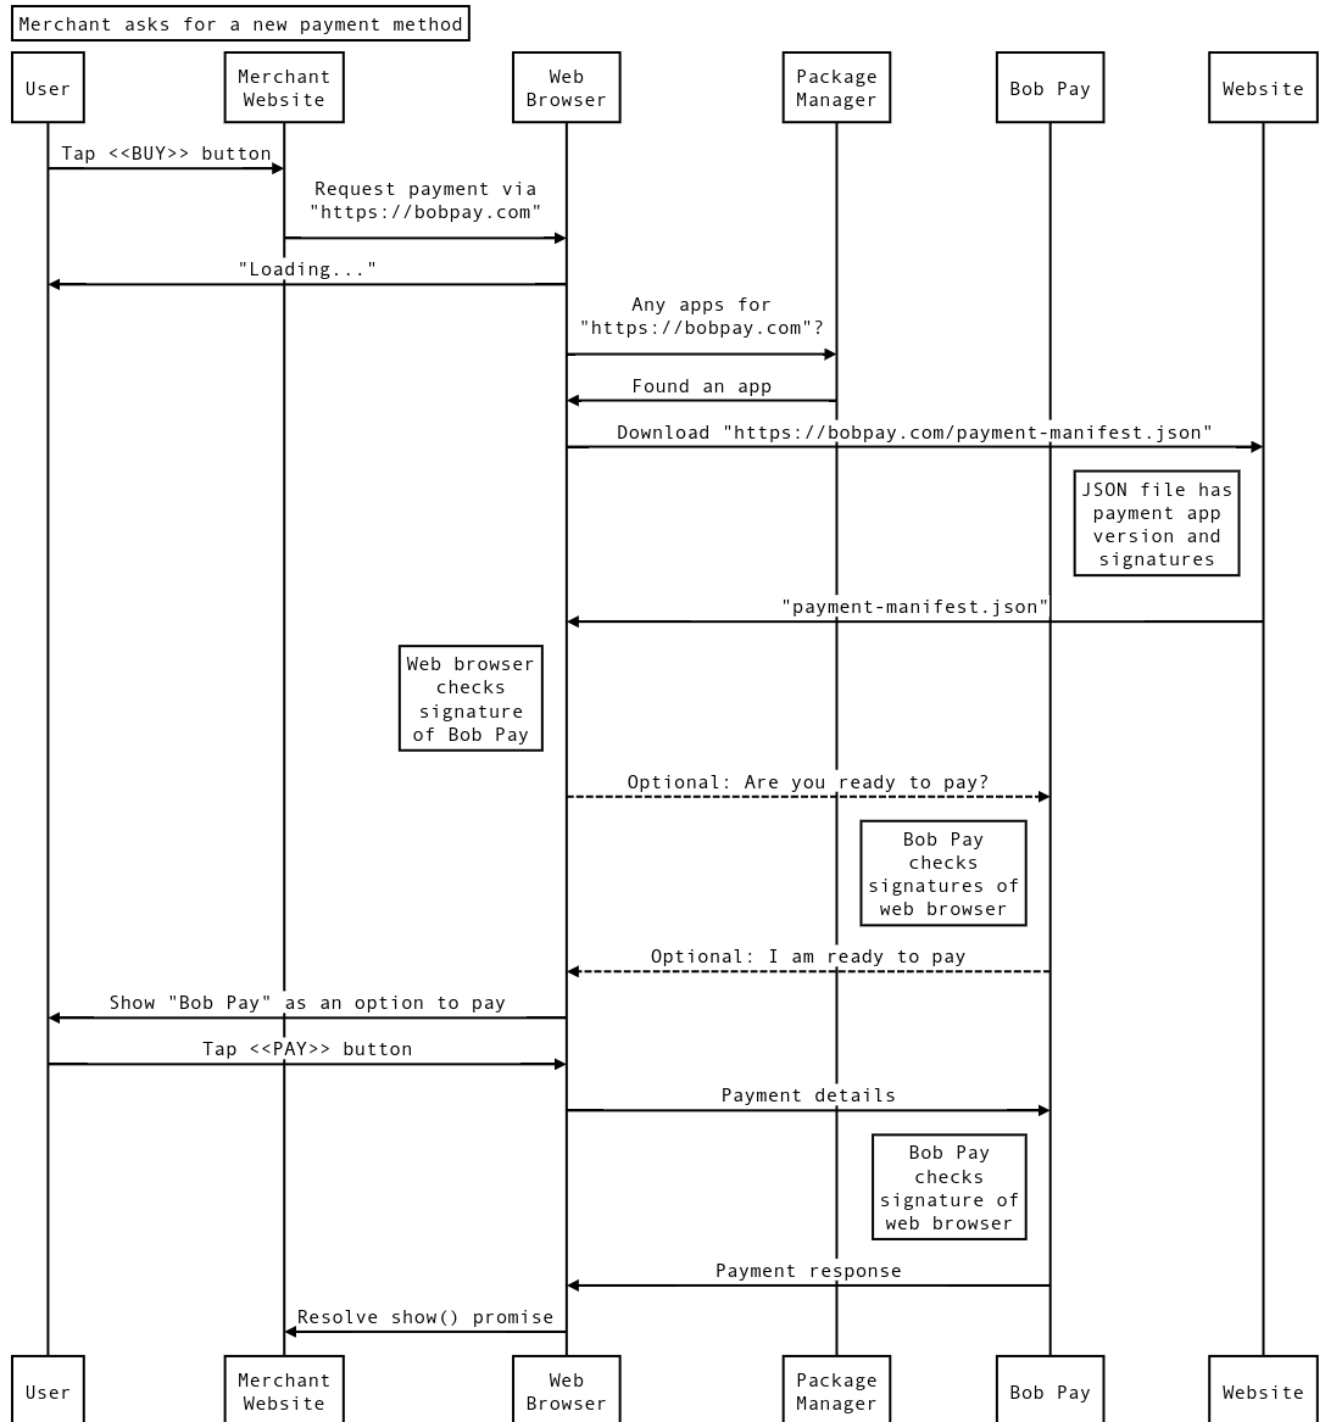 Merchant asks for a new payment method
User
Merchant
Website
Web
Browser
Package
Manager
Bob Pay
Website
Tap <<BUY>> button
Request payment via
"https://bobpay.com"
"Loading..."
Any apps for
"https://bobpay.com"?
Found an app
Download "https://bobpay.com/payment-manifest.json"
JSON file has
payment app
version and
signatures
"payment-manifest.json"
Web browser
checks
signature
of Bob Pay
Optional: Are you ready to pay?
Bob Pay
checks
signatures of
web browser
Optional: I am ready to pay
Show "Bob Pay" as an option to pay
Tap <<PAY>> button
Payment details
Bob Pay
checks
signature of
web browser
Payment response
Resolve show() promise
User
Merchant
Website
Web
Browser
Package
Manager
Bob Pay
Website